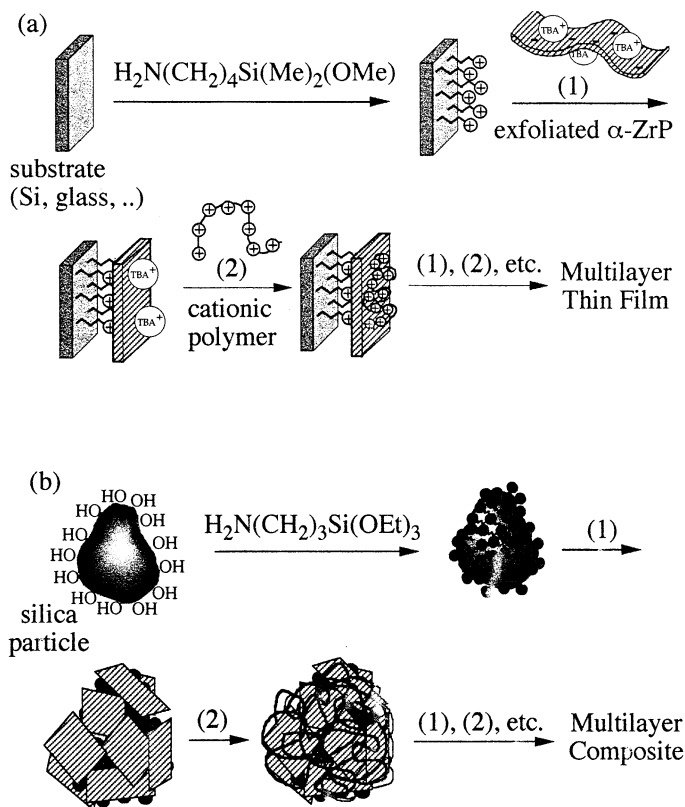 (a)
H₂N(CH₂)₄Si(Me)₂(OMe)
TBA⁺
TBA
TBA⁺
(1)
exfoliated α-ZrP
substrate
(Si, glass, ..)
TBA⁺
TBA⁺
(2)
cationic
polymer
(1), (2), etc.
Multilayer
Thin Film
(b)
HO OH
HO OH
HO OH
HO OH
HO OH
HO OH OH
silica
particle
H₂N(CH₂)₃Si(OEt)₃
(1)
(2)
(1), (2), etc.
Multilayer
Composite